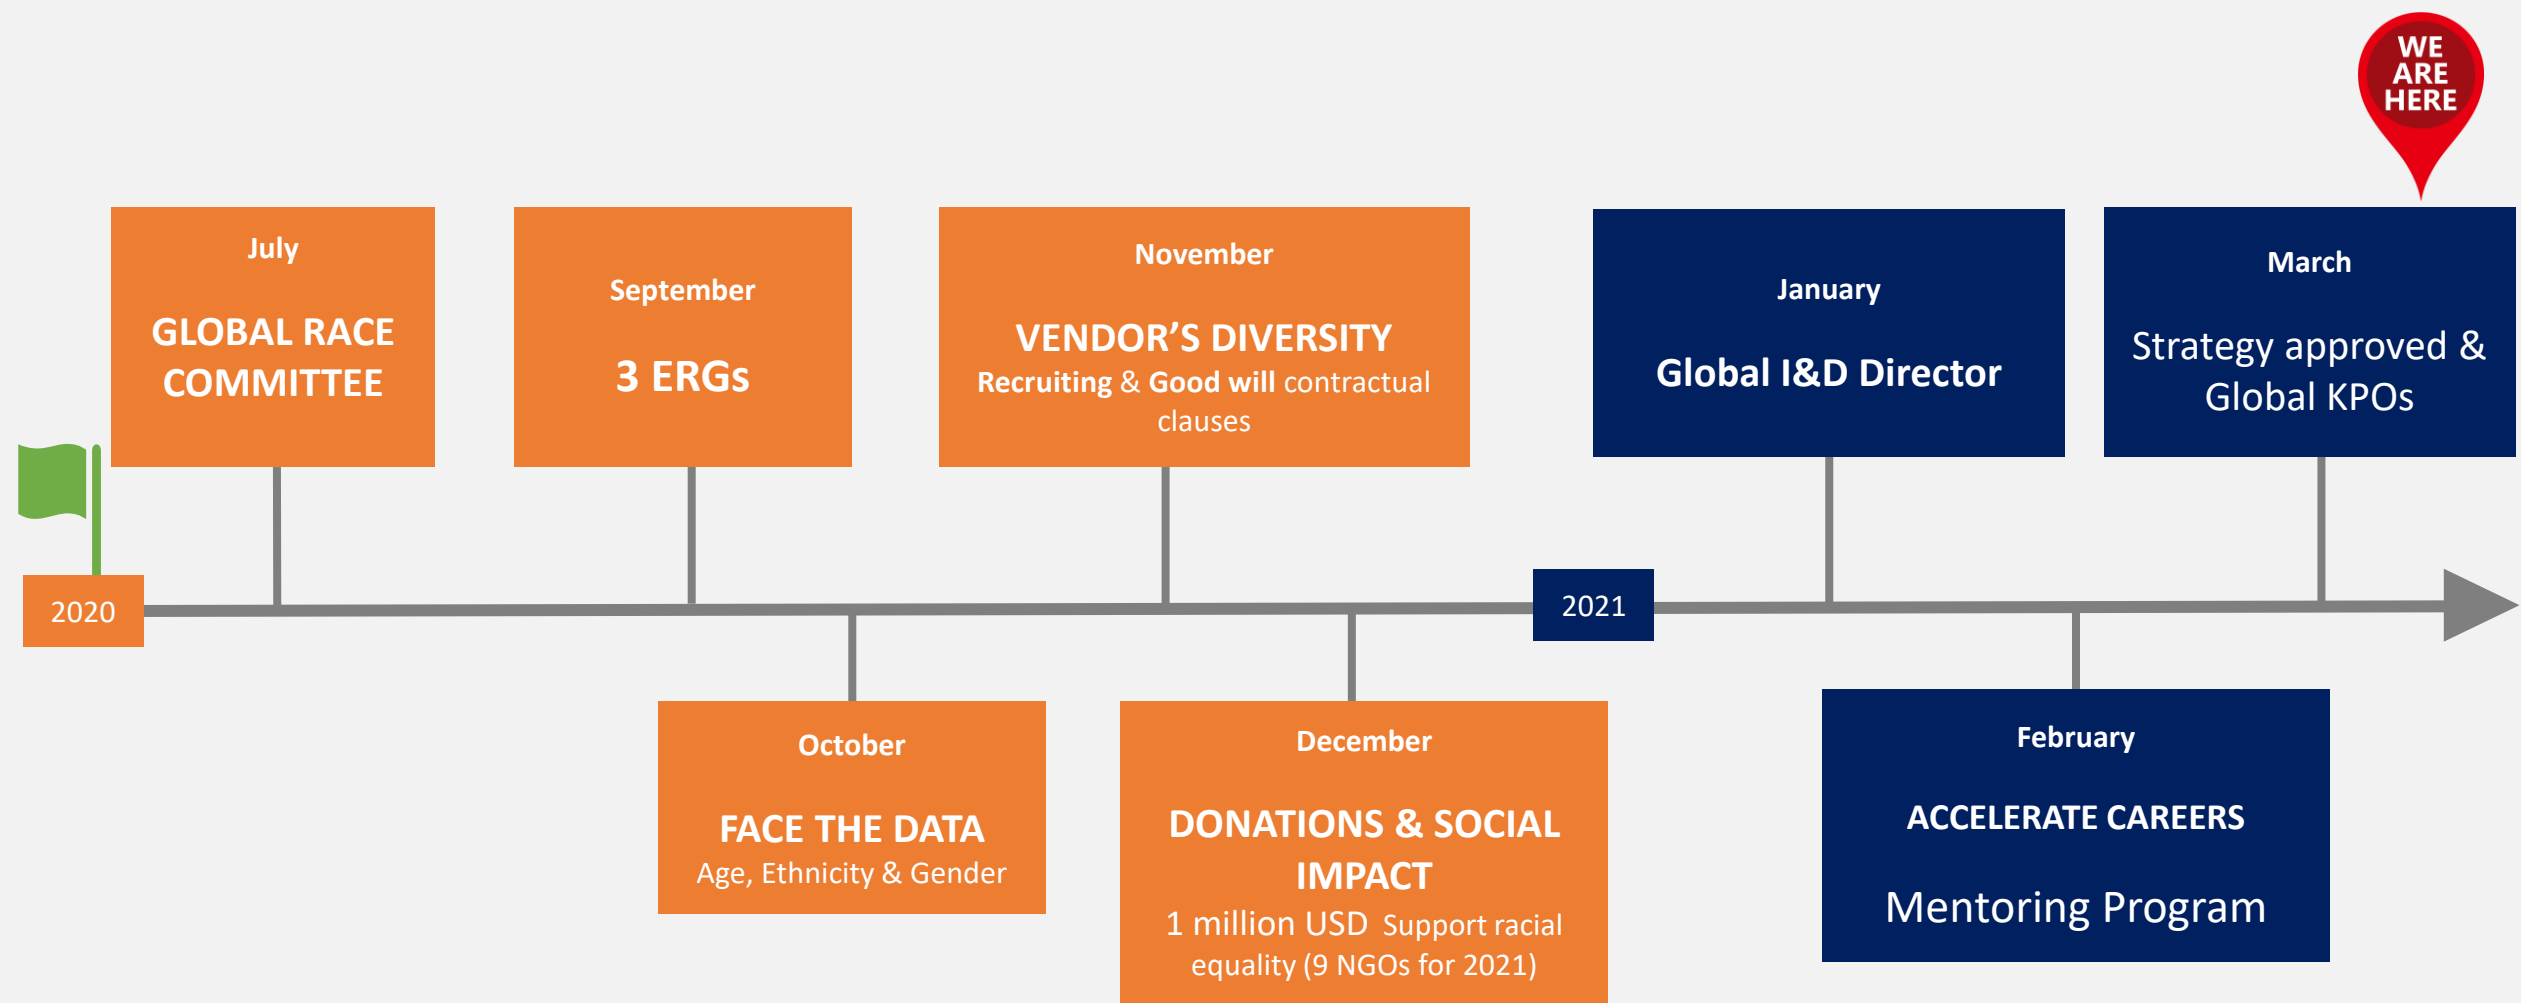 WE
ARE
HERE
July
GLOBAL RACE
COMMITTEE
September
3 ERGs
November
VENDOR’S DIVERSITY
Recruiting & Good will contractual
clauses
January
Global I&D Director
March
Strategy approved &
Global KPOs
2020
2021
October
FACE THE DATA
Age, Ethnicity & Gender
December
DONATIONS & SOCIAL
IMPACT
1 million USD Support racial
equality (9 NGOs for 2021)
February
ACCELERATE CAREERS
Mentoring Program